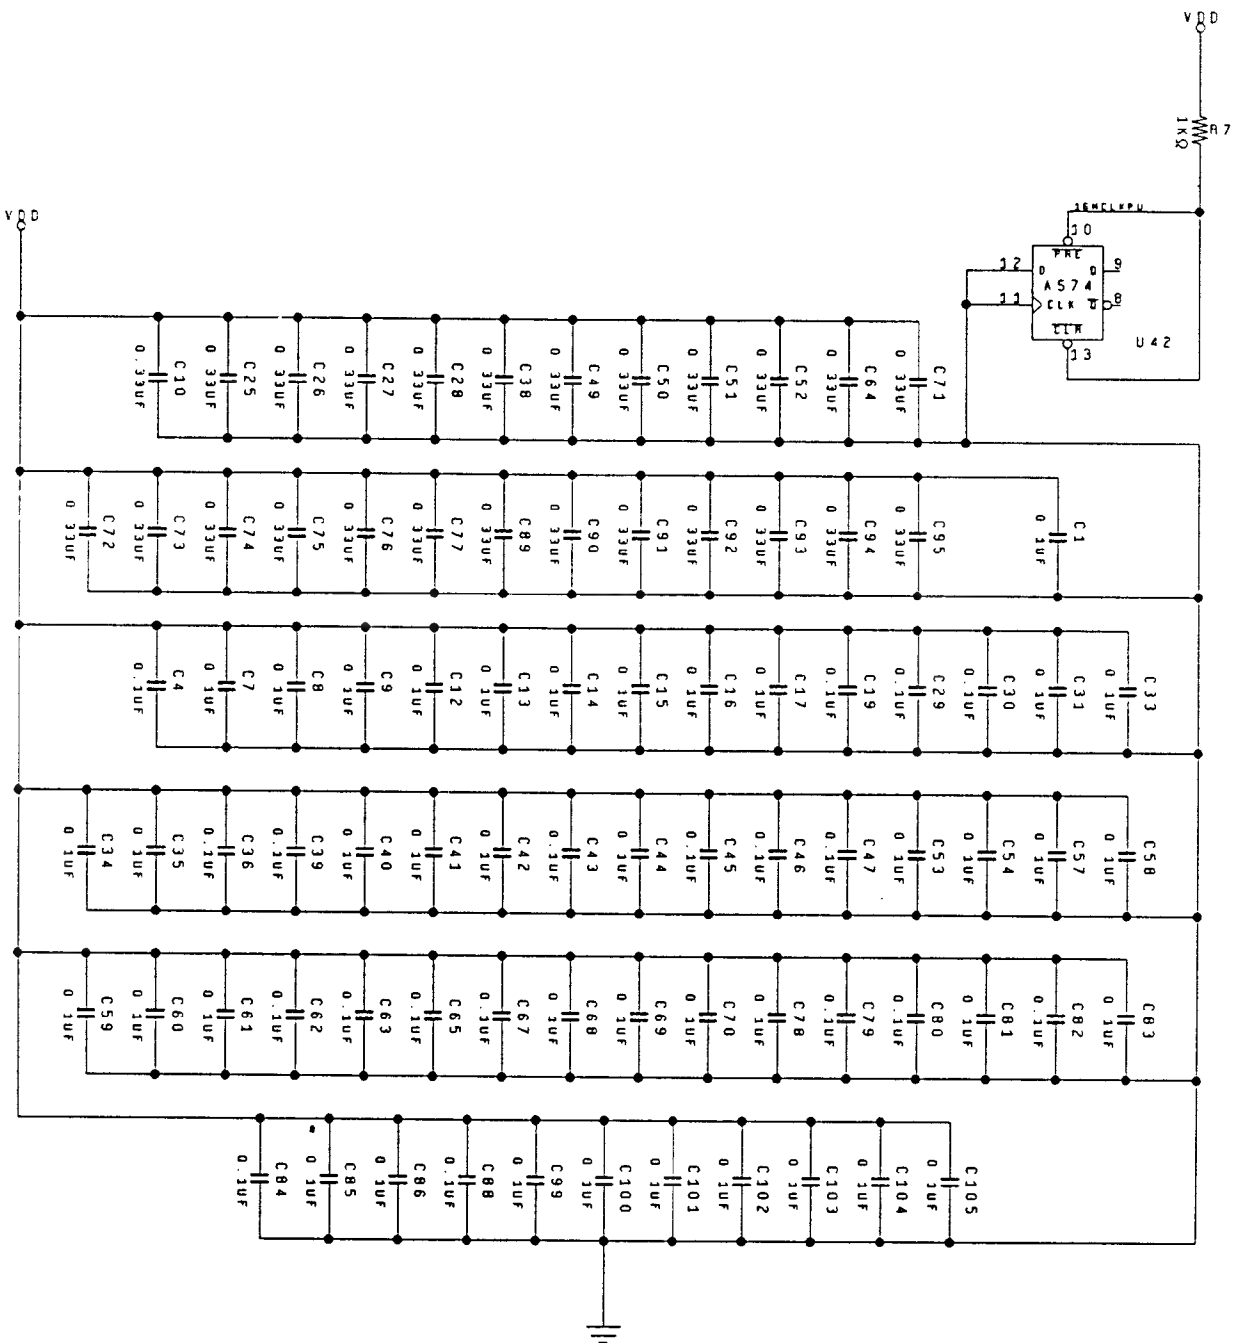 VDD
R7
1KΩ
16MCLKPU
10
PRE
12
D
Q
9
AS74
11
CLK
Q
8
CLR
13
U42
VDD
C10
0.33UF
C25
0.33UF
C26
0.33UF
C27
0.33UF
C28
0.33UF
C38
0.33UF
C49
0.33UF
C50
0.33UF
C51
0.33UF
C52
0.33UF
C64
0.33UF
C71
0.33UF
C72
0.33UF
C73
0.33UF
C74
0.33UF
C75
0.33UF
C76
0.33UF
C77
0.33UF
C89
0.33UF
C90
0.33UF
C91
0.33UF
C92
0.33UF
C93
0.33UF
C94
0.33UF
C95
0.33UF
C1
0.1UF
C4
0.1UF
C7
0.1UF
C8
0.1UF
C9
0.1UF
C12
0.1UF
C13
0.1UF
C14
0.1UF
C15
0.1UF
C16
0.1UF
C17
0.1UF
C19
0.1UF
C29
0.1UF
C30
0.1UF
C31
0.1UF
C33
0.1UF
C34
0.1UF
C35
0.1UF
C36
0.1UF
C39
0.1UF
C40
0.1UF
C41
0.1UF
C42
0.1UF
C43
0.1UF
C44
0.1UF
C45
0.1UF
C46
0.1UF
C47
0.1UF
C53
0.1UF
C54
0.1UF
C57
0.1UF
C58
0.1UF
C59
0.1UF
C60
0.1UF
C61
0.1UF
C62
0.1UF
C63
0.1UF
C65
0.1UF
C67
0.1UF
C68
0.1UF
C69
0.1UF
C70
0.1UF
C78
0.1UF
C79
0.1UF
C80
0.1UF
C81
0.1UF
C82
0.1UF
C83
0.1UF
C84
0.1UF
C85
0.1UF
C86
0.1UF
C88
0.1UF
C99
0.1UF
C100
0.1UF
C101
0.1UF
C102
0.1UF
C103
0.1UF
C104
0.1UF
C105
0.1UF